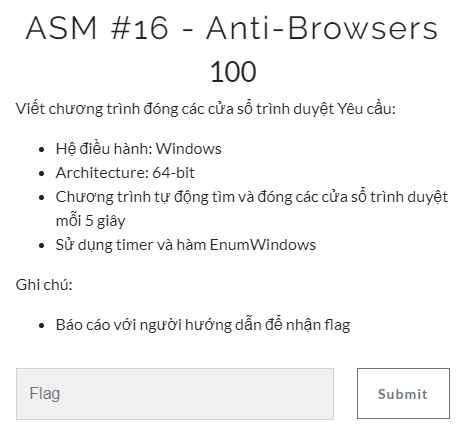 ASM #16 - Anti-Browsers
100
Viết chương trình đóng các cửa sổ trình duyệt Yêu cầu:
• Hệ điều hành: Windows
• Architecture: 64-bit
• Chương trình tự động tìm và đóng các cửa sổ trình duyệt
mỗi 5 giây
• Sử dụng timer và hàm EnumWindows
Ghi chú:
• Báo cáo với người hướng dẫn để nhận flag
Flag
Submit